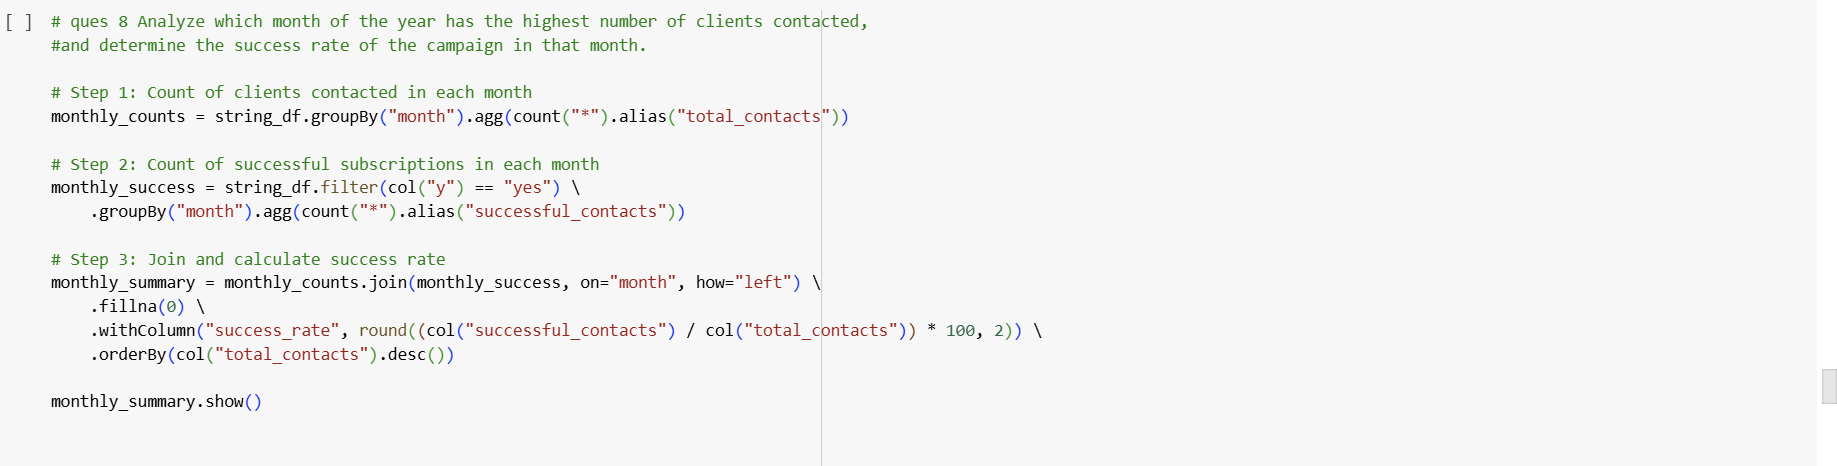 [ ] # ques 8 Analyze which month of the year has the highest number of clients contacted,
#and determine the success rate of the campaign in that month.
# Step 1: Count of clients contacted in each month
monthly_counts = string_df.groupBy("month").agg(count("*").alias("total_contacts"))
# Step 2: Count of successful subscriptions in each month
monthly_success = string_df.filter(col("y") == "yes") \
.groupBy("month").agg(count("*").alias("successful_contacts"))
# Step 3: Join and calculate success rate
monthly_summary = monthly_counts.join(monthly_success, on="month", how="left") \
.fillna(0) \
.withColumn("success_rate", round((col("successful_contacts") / col("total_contacts")) * 100, 2)) \
.orderBy(col("total_contacts").desc())
monthly_summary.show()